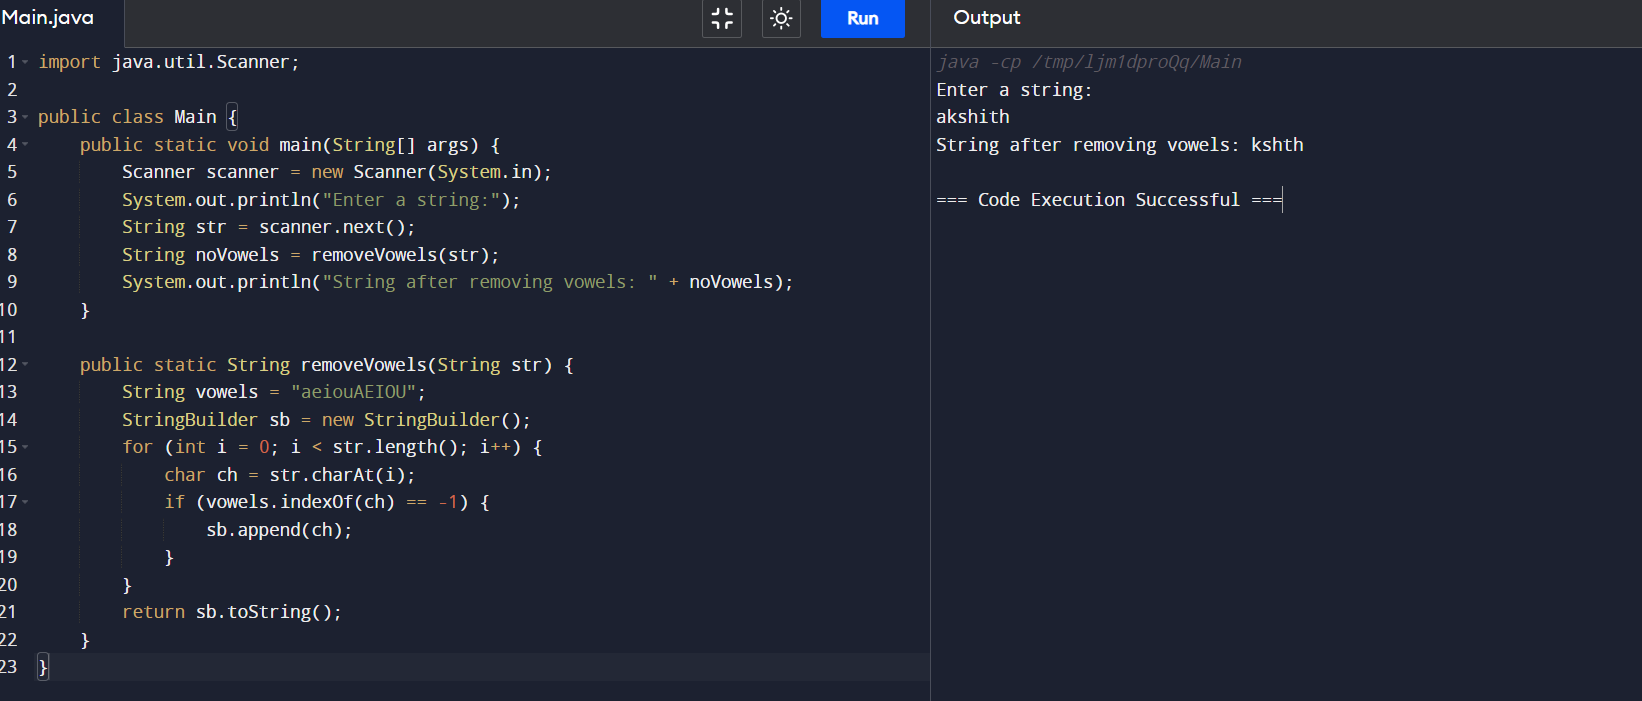 Main.java
Run
Output
1 import java.util.Scanner;
2
3 public class Main {
4     public static void main(String[] args) {
5         Scanner scanner = new Scanner(System.in);
6         System.out.println("Enter a string:");
7         String str = scanner.next();
8         String noVowels = removeVowels(str);
9         System.out.println("String after removing vowels: " + noVowels);
10     }
11
12     public static String removeVowels(String str) {
13         String vowels = "aeiouAEIOU";
14         StringBuilder sb = new StringBuilder();
15         for (int i = 0; i < str.length(); i++) {
16             char ch = str.charAt(i);
17             if (vowels.indexOf(ch) == -1) {
18                 sb.append(ch);
19             }
20         }
21         return sb.toString();
22     }
23 }
java -cp /tmp/ljm1dproQq/Main
Enter a string:
akshith
String after removing vowels: kshth
=== Code Execution Successful ===